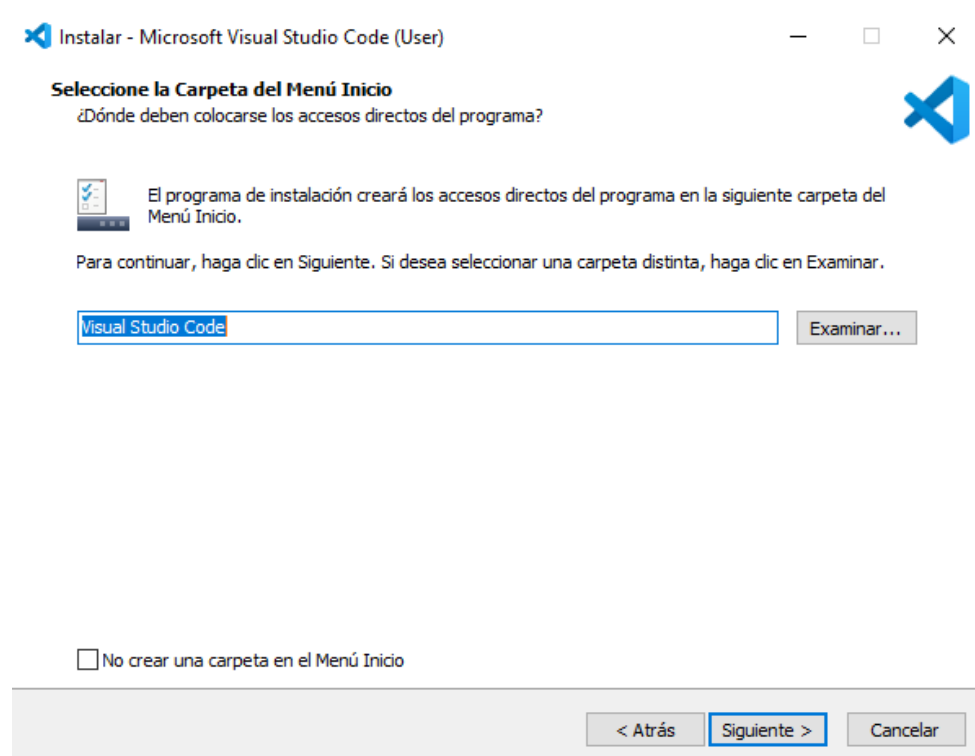 Instalar - Microsoft Visual Studio Code (User)
Seleccione la Carpeta del Menú Inicio
¿Dónde deben colocarse los accesos directos del programa?
El programa de instalación creará los accesos directos del programa en la siguiente carpeta del
Menú Inicio.
Para continuar, haga clic en Siguiente. Si desea seleccionar una carpeta distinta, haga clic en Examinar.
Visual Studio Code
Examinar...
No crear una carpeta en el Menú Inicio
< Atrás
Siguiente >
Cancelar